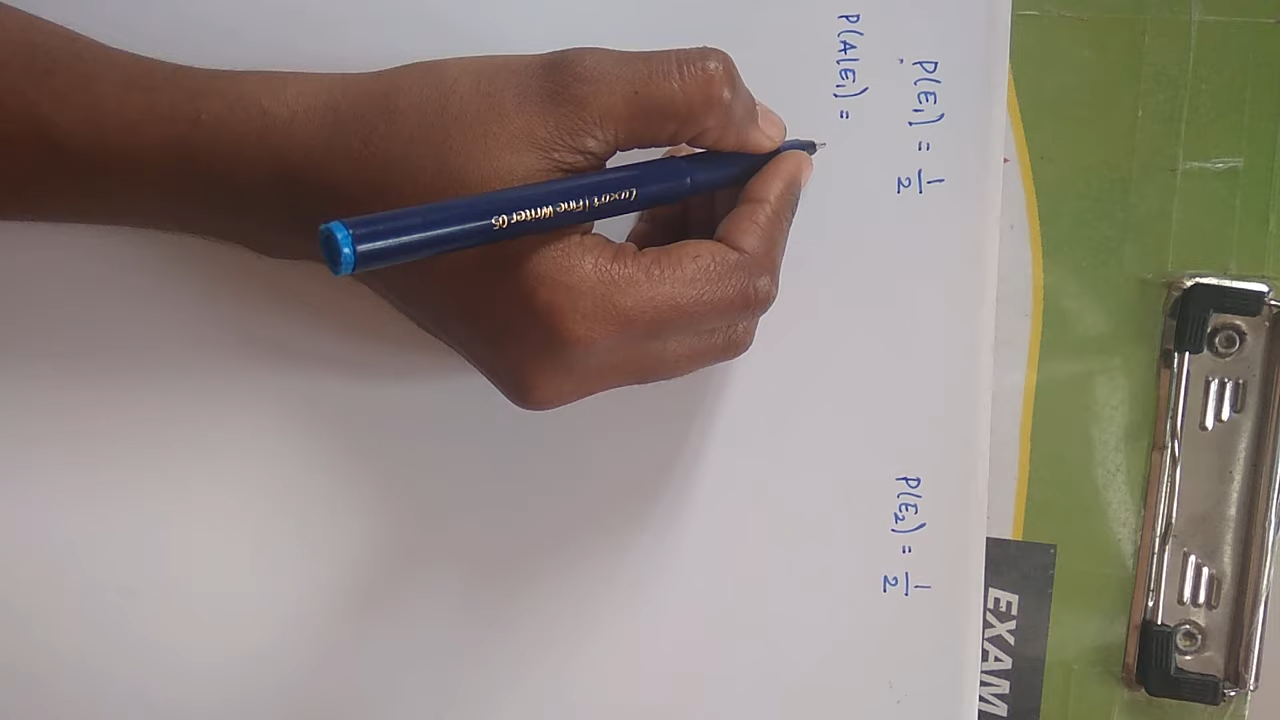 P(E₁) = 1/2 P(E₂) = 1/2
P(A|E₁) =
Luxor | Fine Writer 05
EXAM